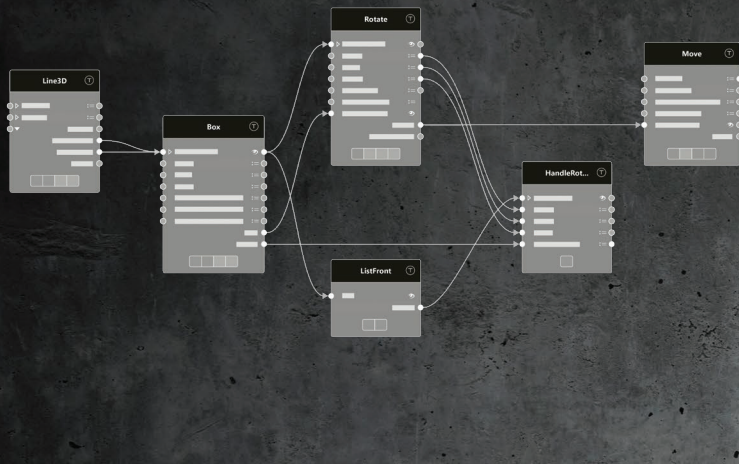 Line3D
Box
Rotate
ListFront
HandleRot...
Move